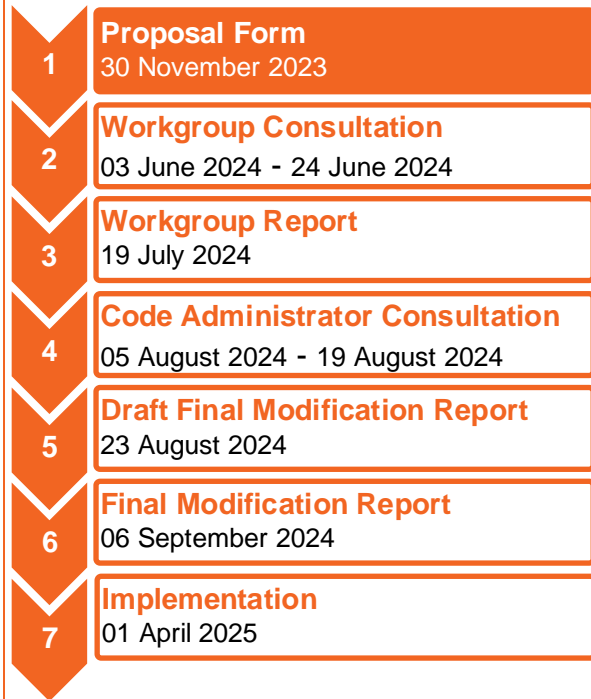 1
Proposal Form
30 November 2023
2
Workgroup Consultation
03 June 2024 - 24 June 2024
3
Workgroup Report
19 July 2024
4
Code Administrator Consultation
05 August 2024 - 19 August 2024
5
Draft Final Modification Report
23 August 2024
6
Final Modification Report
06 September 2024
7
Implementation
01 April 2025